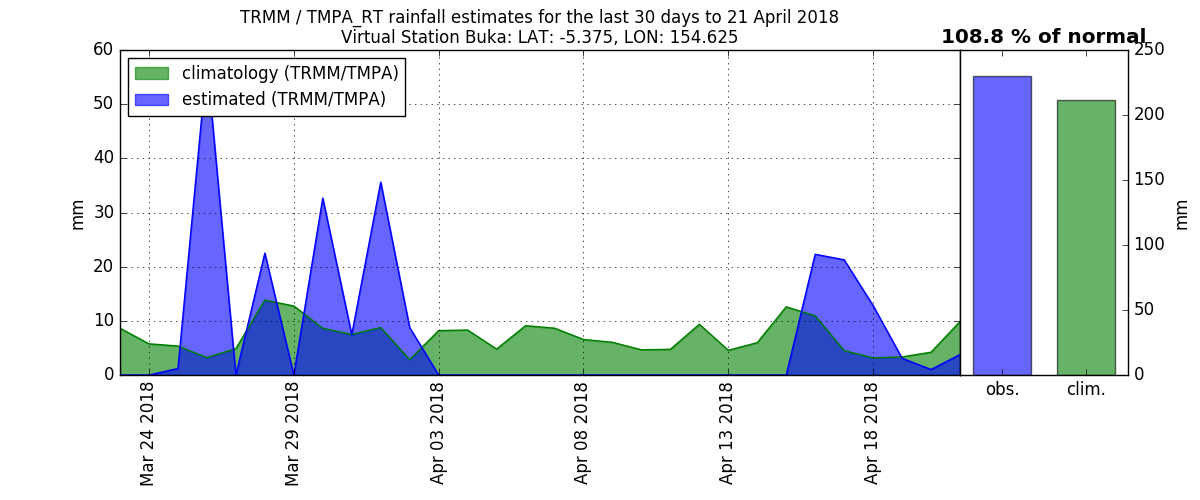 TRMM / TMPA_RT rainfall estimates for the last 30 days to 21 April 2018
Virtual Station Buka: LAT: -5.375, LON: 154.625
108.8 % of normal
climatology (TRMM/TMPA)
estimated (TRMM/TMPA)
60
50
40
30
20
10
0
mm
Mar 24 2018
Mar 29 2018
Apr 03 2018
Apr 08 2018
Apr 13 2018
Apr 18 2018
obs.
clim.
250
200
150
100
50
0
mm